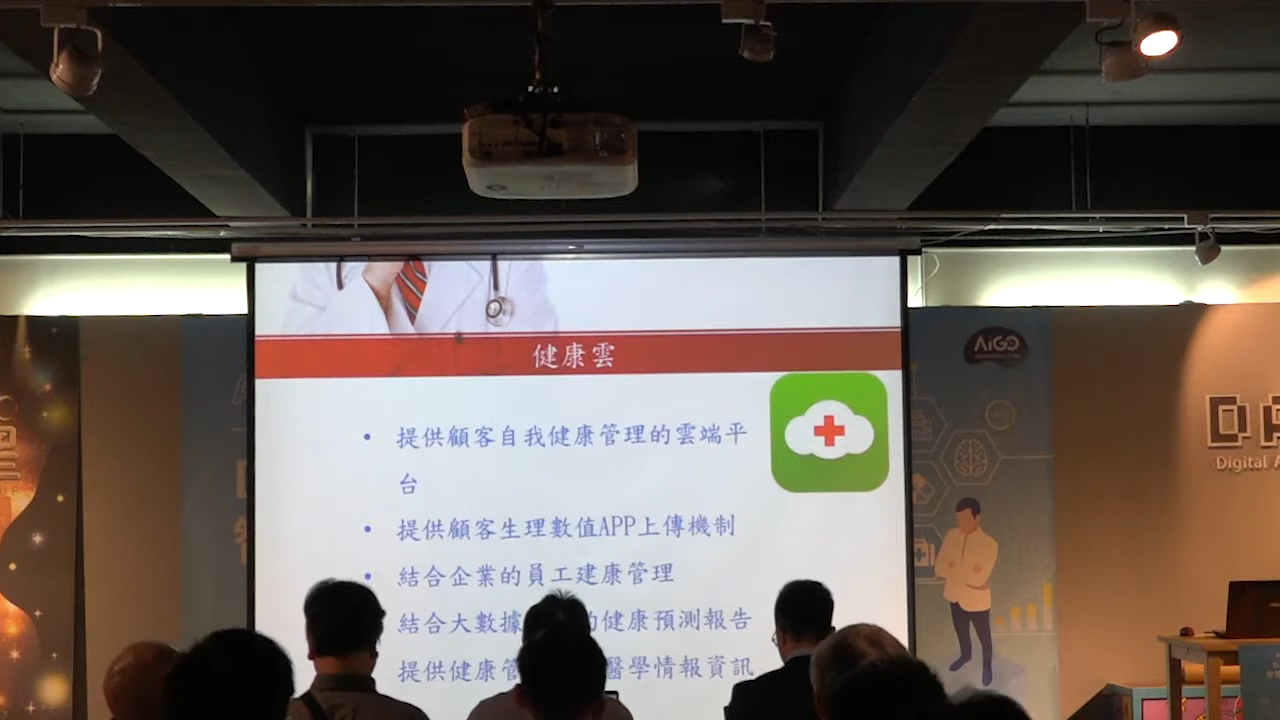 健康雲
• 提供顧客自我健康管理的雲端平
台
• 提供顧客生理數值APP上傳機制
• 結合企業的員工建康管理
結合大數據 的健康預測報告
提供健康管 醫學情報資訊
AiGO
Digital A